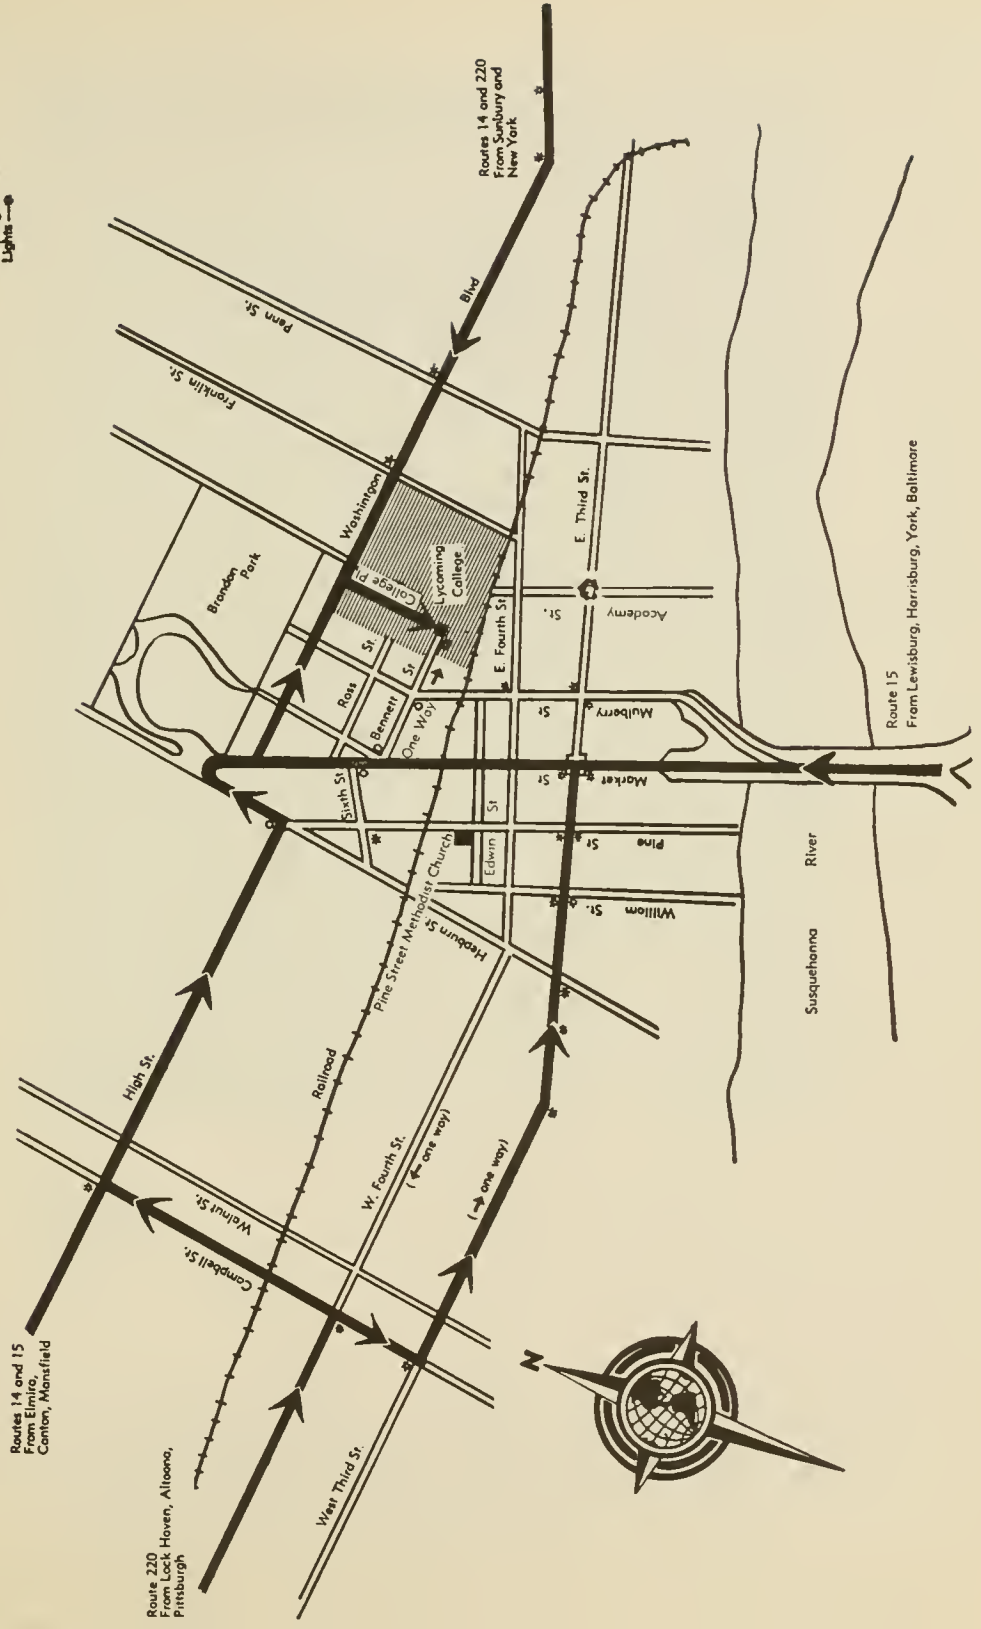 Lights
Routes 14 and 220
From Sunbury and
New York
Penn St.
Franklin St.
Blvd
Washington
Brandon
Park
College Pl.
Lycoming
College
E. Third St.
E. Fourth St.
Academy
St.
Ross
St.
Bennett
St
One Way
Mulberry
St
Market
St
Sixth St
Pine
St
Edwin
St
William
St.
Pine Street Methodist Church
Hepburn St.
Route 15
From Lewisburg, Harrisburg, York, Baltimore
Susquehanna
River
High St.
Railroad
W. Fourth St.
(← one way)
(→ one way)
Walnut St.
Campbell St.
West Third St.
Routes 14 and 15
From Elmira,
Canton, Mansfield
Route 220
From Lock Haven, Altoona,
Pittsburgh
N